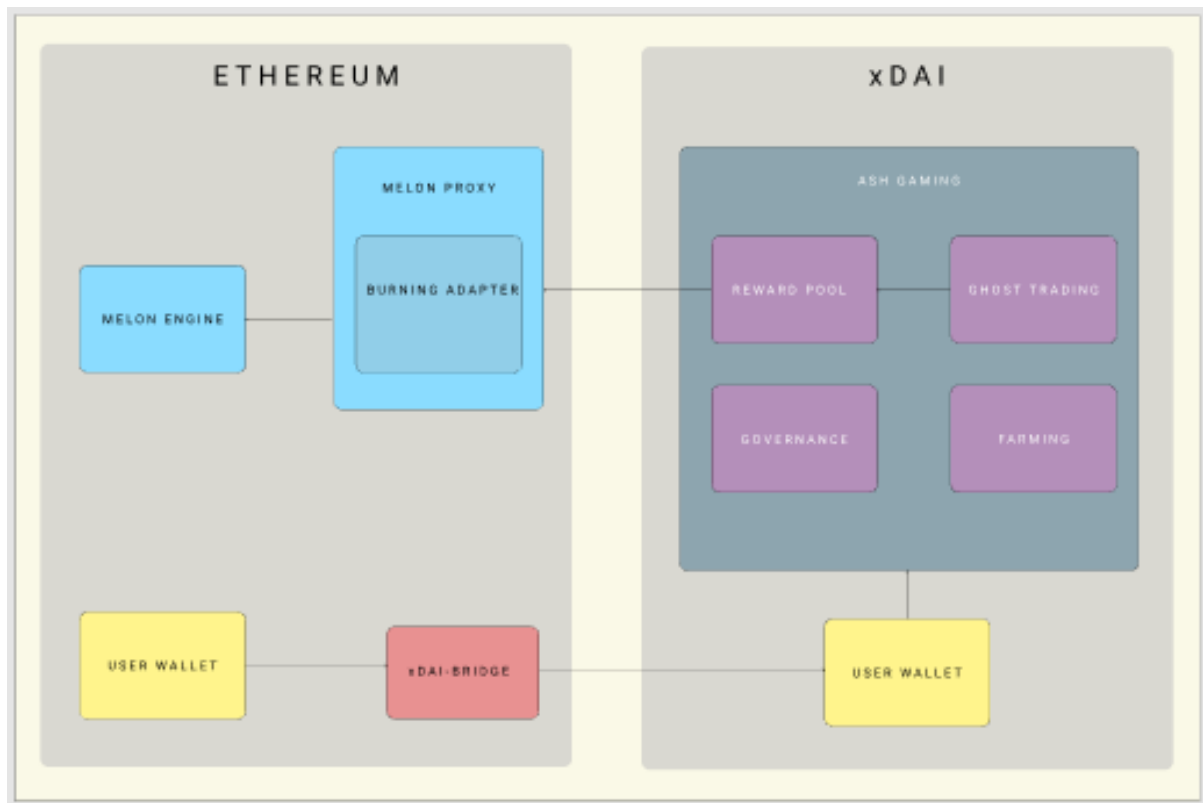 ETHEREUM
xDAI
MELON PROXY
ASH GAMING
BURNING ADAPTER
REWARD POOL
GHOST TRADING
MELON ENGINE
GOVERNANCE
FARMING
USER WALLET
xDAI-BRIDGE
USER WALLET